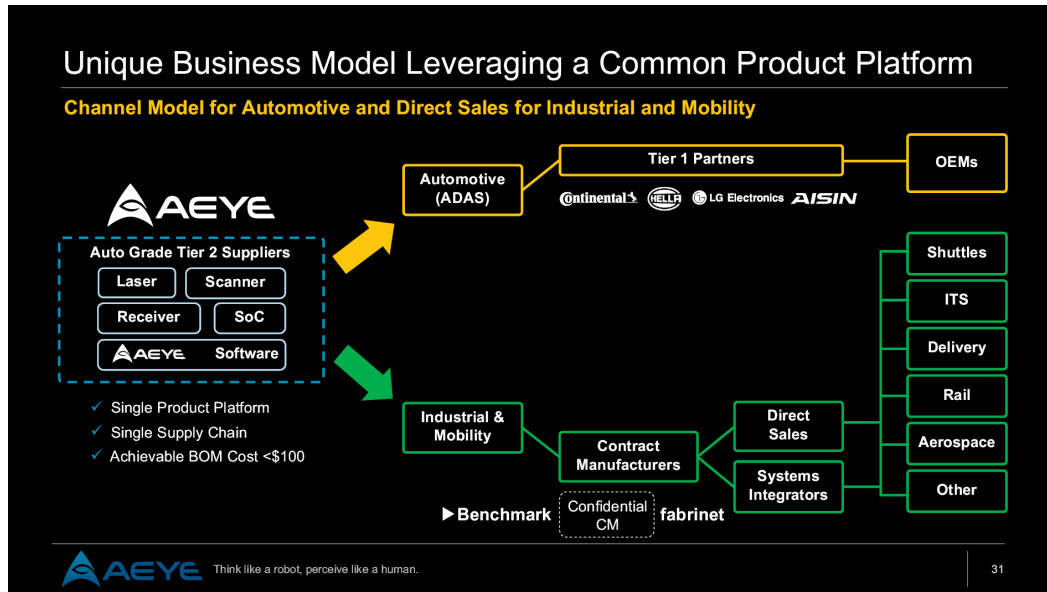 Unique Business Model Leveraging a Common Product Platform
Channel Model for Automotive and Direct Sales for Industrial and Mobility
AEYE
Auto Grade Tier 2 Suppliers
Laser
Scanner
Receiver
SoC
AEYE Software
✓ Single Product Platform
✓ Single Supply Chain
✓ Achievable BOM Cost <$100
Automotive
(ADAS)
Tier 1 Partners
Continental
HELLA
LG Electronics
AISIN
OEMs
Industrial &
Mobility
Contract
Manufacturers
Benchmark
Confidential
CM
fabrinet
Direct
Sales
Systems
Integrators
Shuttles
ITS
Delivery
Rail
Aerospace
Other
AEYE
Think like a robot, perceive like a human.
31